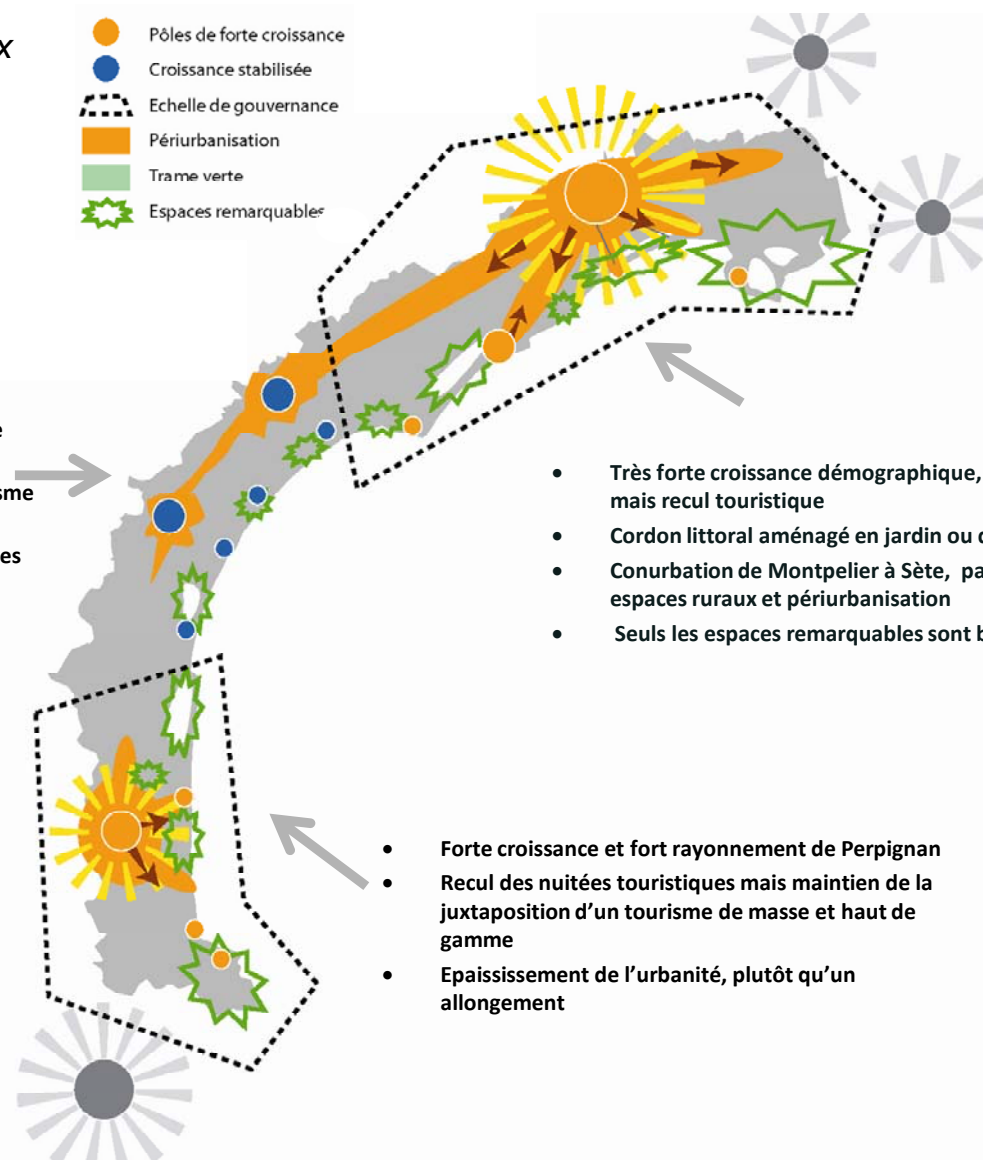 x
Pôles de forte croissance
Croissance stabilisée
Echelle de gouvernance
Périurbanisation
Trame verte
Espaces remarquables
e
sme
es
• Très forte croissance démographique,
mais recul touristique
• Cordon littoral aménagé en jardin ou
• Conurbation de Montpelier à Sète, pa
espaces ruraux et périurbanisation
• Seuls les espaces remarquables sont
• Forte croissance et fort rayonnement de Perpignan
• Recul des nuitées touristiques mais maintien de la
juxtaposition d’un tourisme de masse et haut de
gamme
• Epaississement de l’urbanité, plutôt qu’un
allongement